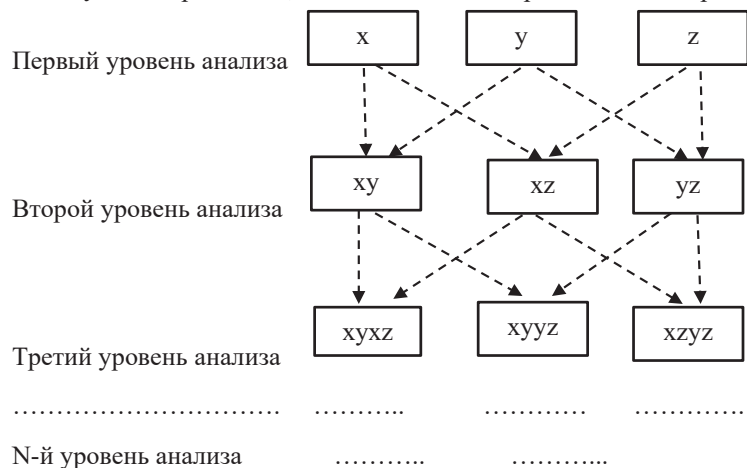 x y z
Первый уровень анализа
xy xz yz
Второй уровень анализа
xyxz xyyz xzyz
Третий уровень анализа
……………………………. ……….. ………… ………….
N-й уровень анализа ……….. ………...